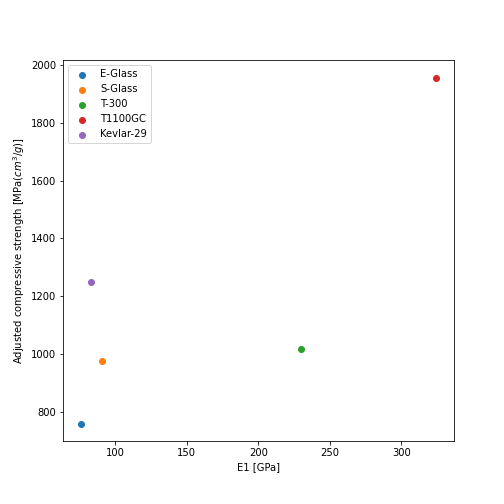 E-Glass
S-Glass
T-300
T1100GC
Kevlar-29
2000
1800
1600
1400
1200
1000
800
Adjusted compressive strength [MPa(cm³/g)]
100 150 200 250 300
E1 [GPa]